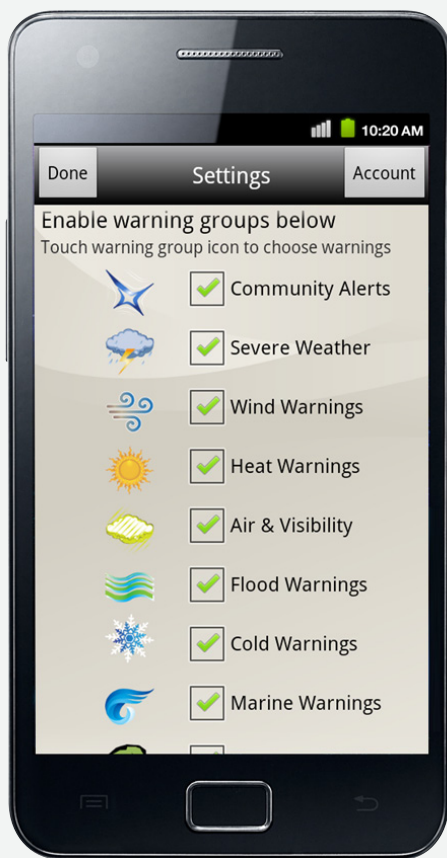 10:20 AM
Done Settings Account
Enable warning groups below
Touch warning group icon to choose warnings
Community Alerts
Severe Weather
Wind Warnings
Heat Warnings
Air & Visibility
Flood Warnings
Cold Warnings
Marine Warnings